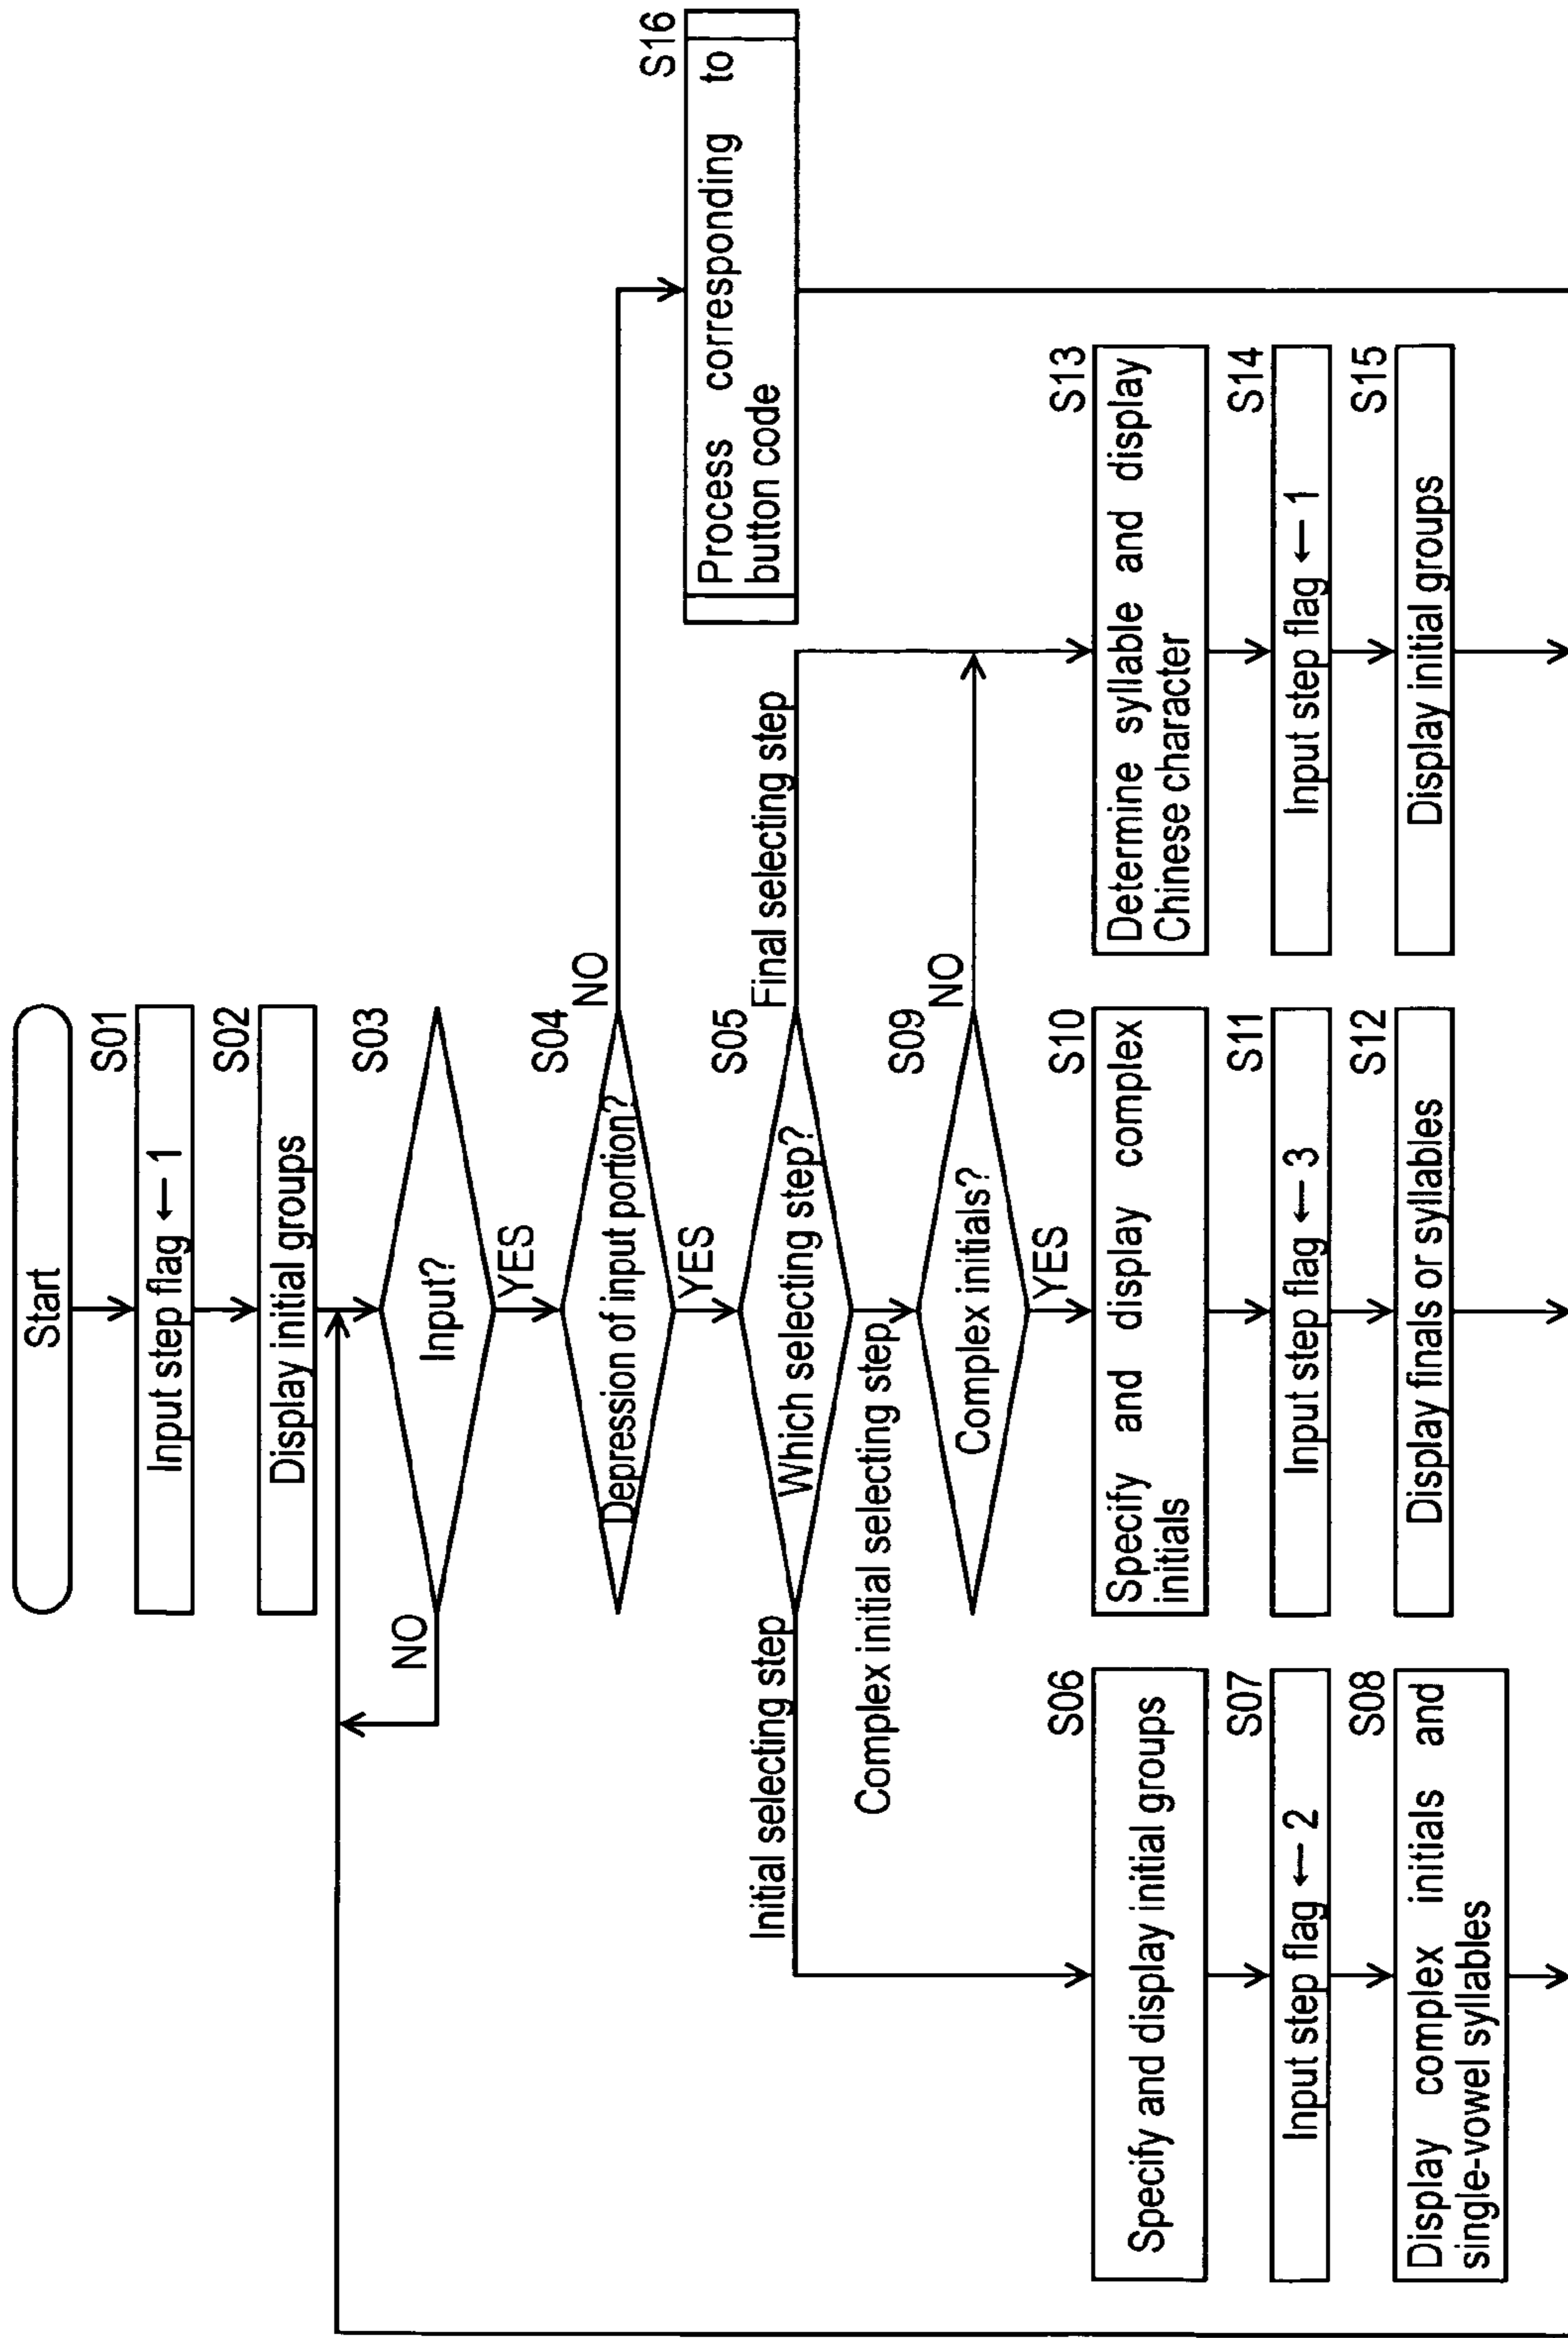 Start
S01
Input step flag ← 1
S02
Display initial groups
S03
Input?
NO
YES
S04
Depression of input portion?
NO
YES
S16
Process corresponding to
button code
S05
Which selecting step?
Initial selecting step
Complex initial selecting step
Final selecting step
S09
Complex initials?
NO
YES
S06
Specify and display initial groups
S07
Input step flag ← 2
S08
Display complex initials and
single-vowel syllables
S10
Specify and display complex
initials
S11
Input step flag ← 3
S12
Display finals or syllables
S13
Determine syllable and display
Chinese character
S14
Input step flag ← 1
S15
Display initial groups